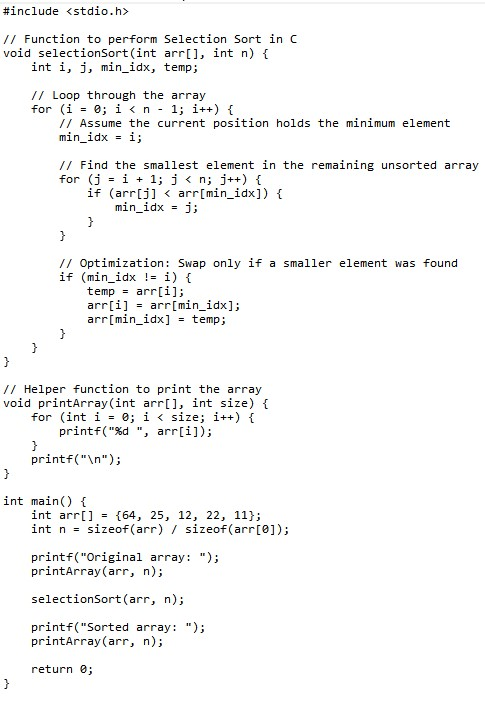 #include <stdio.h>

// Function to perform Selection Sort in C
void selectionSort(int arr[], int n) {
    int i, j, min_idx, temp;

    // Loop through the array
    for (i = 0; i < n - 1; i++) {
        // Assume the current position holds the minimum element
        min_idx = i;

        // Find the smallest element in the remaining unsorted array
        for (j = i + 1; j < n; j++) {
            if (arr[j] < arr[min_idx]) {
                min_idx = j;
            }
        }

        // Optimization: Swap only if a smaller element was found
        if (min_idx != i) {
            temp = arr[i];
            arr[i] = arr[min_idx];
            arr[min_idx] = temp;
        }
    }
}

// Helper function to print the array
void printArray(int arr[], int size) {
    for (int i = 0; i < size; i++) {
        printf("%d ", arr[i]);
    }
    printf("\n");
}

int main() {
    int arr[] = {64, 25, 12, 22, 11};
    int n = sizeof(arr) / sizeof(arr[0]);

    printf("Original array: ");
    printArray(arr, n);

    selectionSort(arr, n);

    printf("Sorted array: ");
    printArray(arr, n);

    return 0;
}